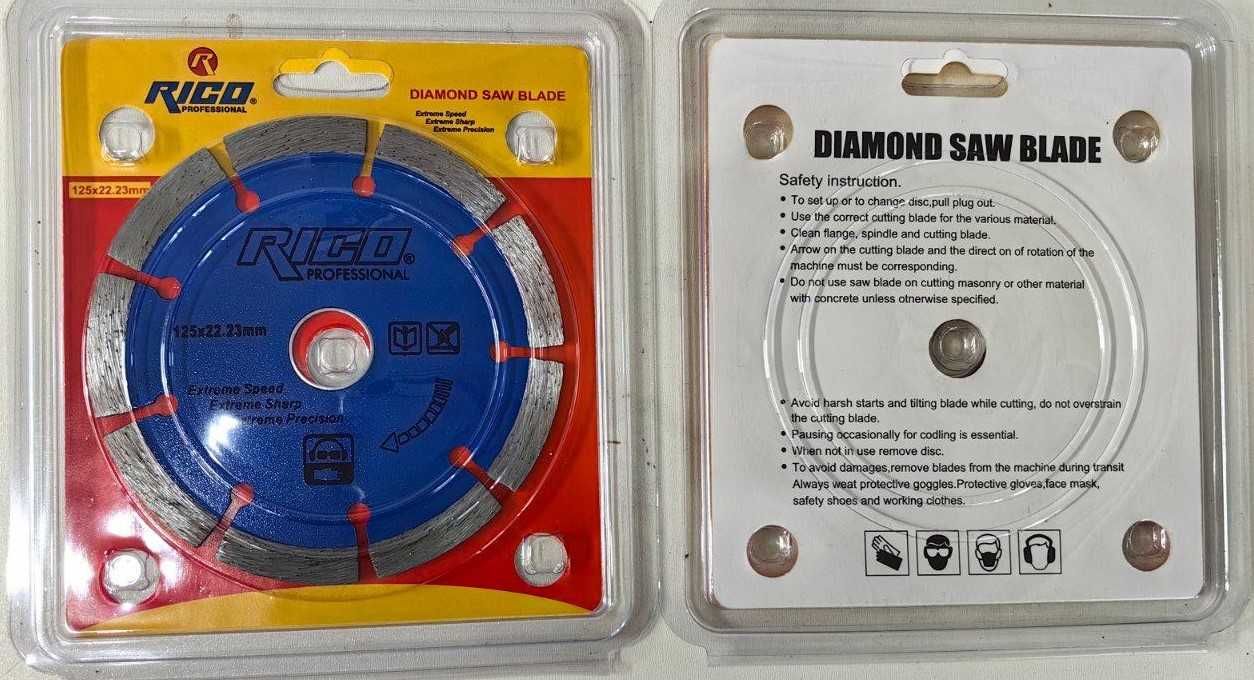 R
RICO®
PROFESSIONAL
DIAMOND SAW BLADE
Extreme Speed
Extreme Sharp
Extreme Precision
125x22.23mm
RICO®
PROFESSIONAL
125x22.23mm
Extreme Speed
Extreme Sharp
Extreme Precision
DIAMOND SAW BLADE
Safety instruction.
• To set up or to change disc,pull plug out.
• Use the correct cutting blade for the various material.
• Clean flange, spindle and cutting blade.
• Arrow on the cutting blade and the direct on of rotation of the
machine must be corresponding.
• Do not use saw blade on cutting masonry or other material
with concrete unless otnerwise specified.
• Avoid harsh starts and tilting blade while cutting, do not overstrain
the cutting blade.
• Pausing occasionally for codling is essential.
• When not in use remove disc.
• To avoid damages,remove blades from the machine during transit
Always weat protective goggles.Protective gloves,face mask,
safety shoes and working clothes.